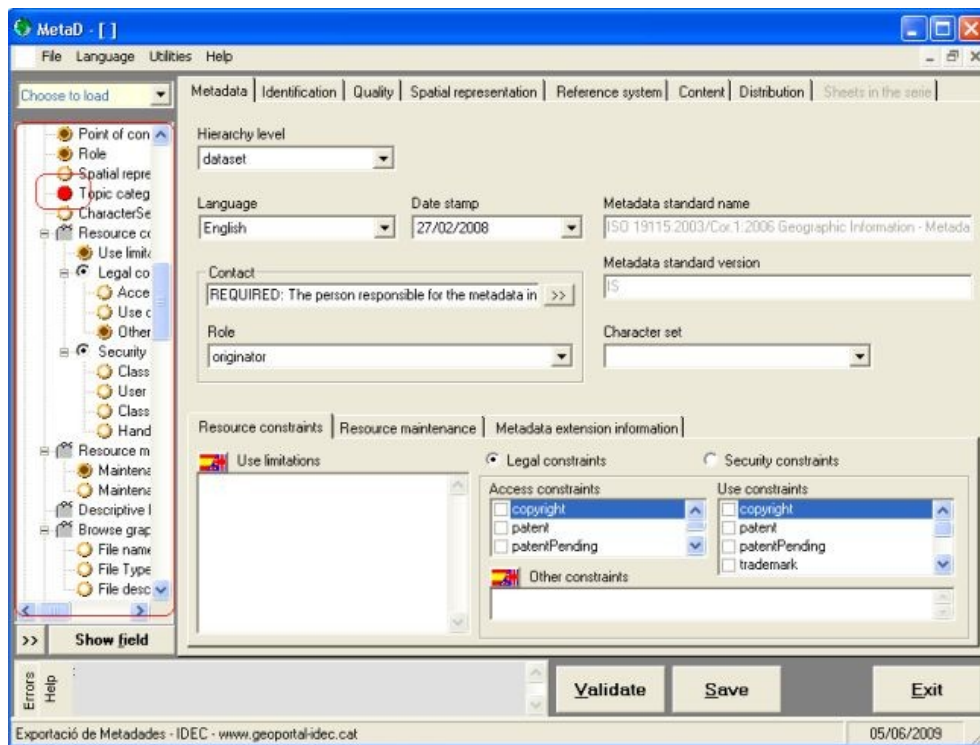 MetaD - [ ]
File Language Utilities Help
Choose to load
Metadata Identification Quality Spatial representation Reference system Content Distribution Sheets in the serie
Point of con
Role
Spatial repre
Topic categ
CharacterSe
Resource co
Use limita
Legal co
Acce
Use c
Other
Security
Class
User
Class
Hand
Resource m
Maintena
Maintena
Descriptive
Browse grap
File name
File Type
File desc
>> Show field
Hierarchy level
dataset
Language
English
Date stamp
27/02/2008
Metadata standard name
ISO 19115:2003/Cor.1:2006 Geographic Information - Metada
Metadata standard version
IS
Contact
REQUIRED: The person responsible for the metadata in >>
Role
originator
Character set
Resource constraints Resource maintenance Metadata extension information
Use limitations
Legal constraints
Security constraints
Access constraints
copyright
patent
patentPending
Use constraints
copyright
patent
patentPending
trademark
Other constraints
Errors
Help
:
Validate Save Exit
Exportació de Metadades - IDEC - www.geoportal-idec.cat
05/06/2009